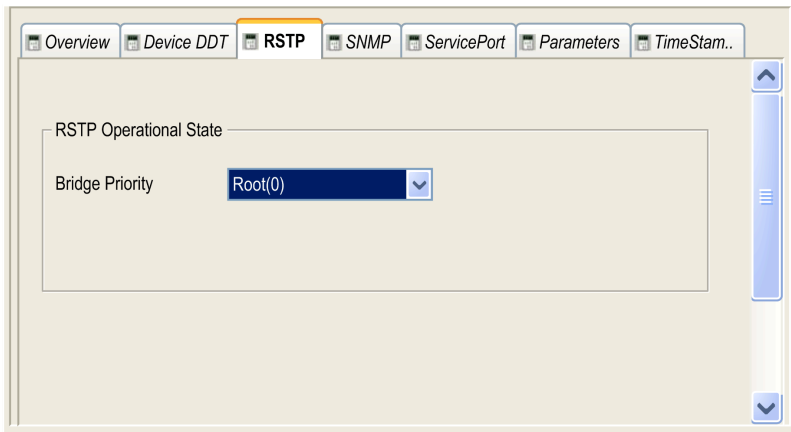 Overview Device DDT RSTP SNMP ServicePort Parameters TimeStam..
RSTP Operational State
Bridge Priority Root(0)